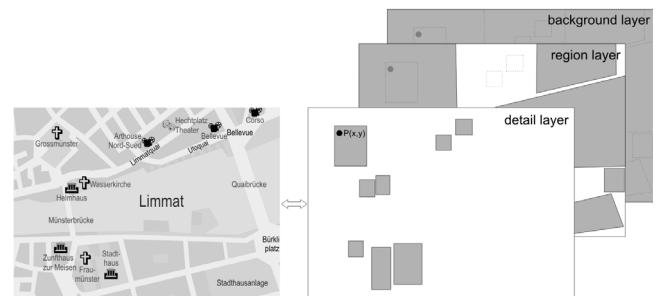 background layer
region layer
detail layer
P(x,y)
Corso
Hechtplatz
Theater
Arthouse
Nord-Sued
Bellevue
Bellevue
Grossmünster
Limmatquai
Utoquai
Wasserkirche
Helmhaus
Limmat
Quaibrücke
Münsterbrücke
Bürkli
platz
Zunfthaus
zur Meisen
Frau-
münster
Stadt-
haus
Stadthausanlage